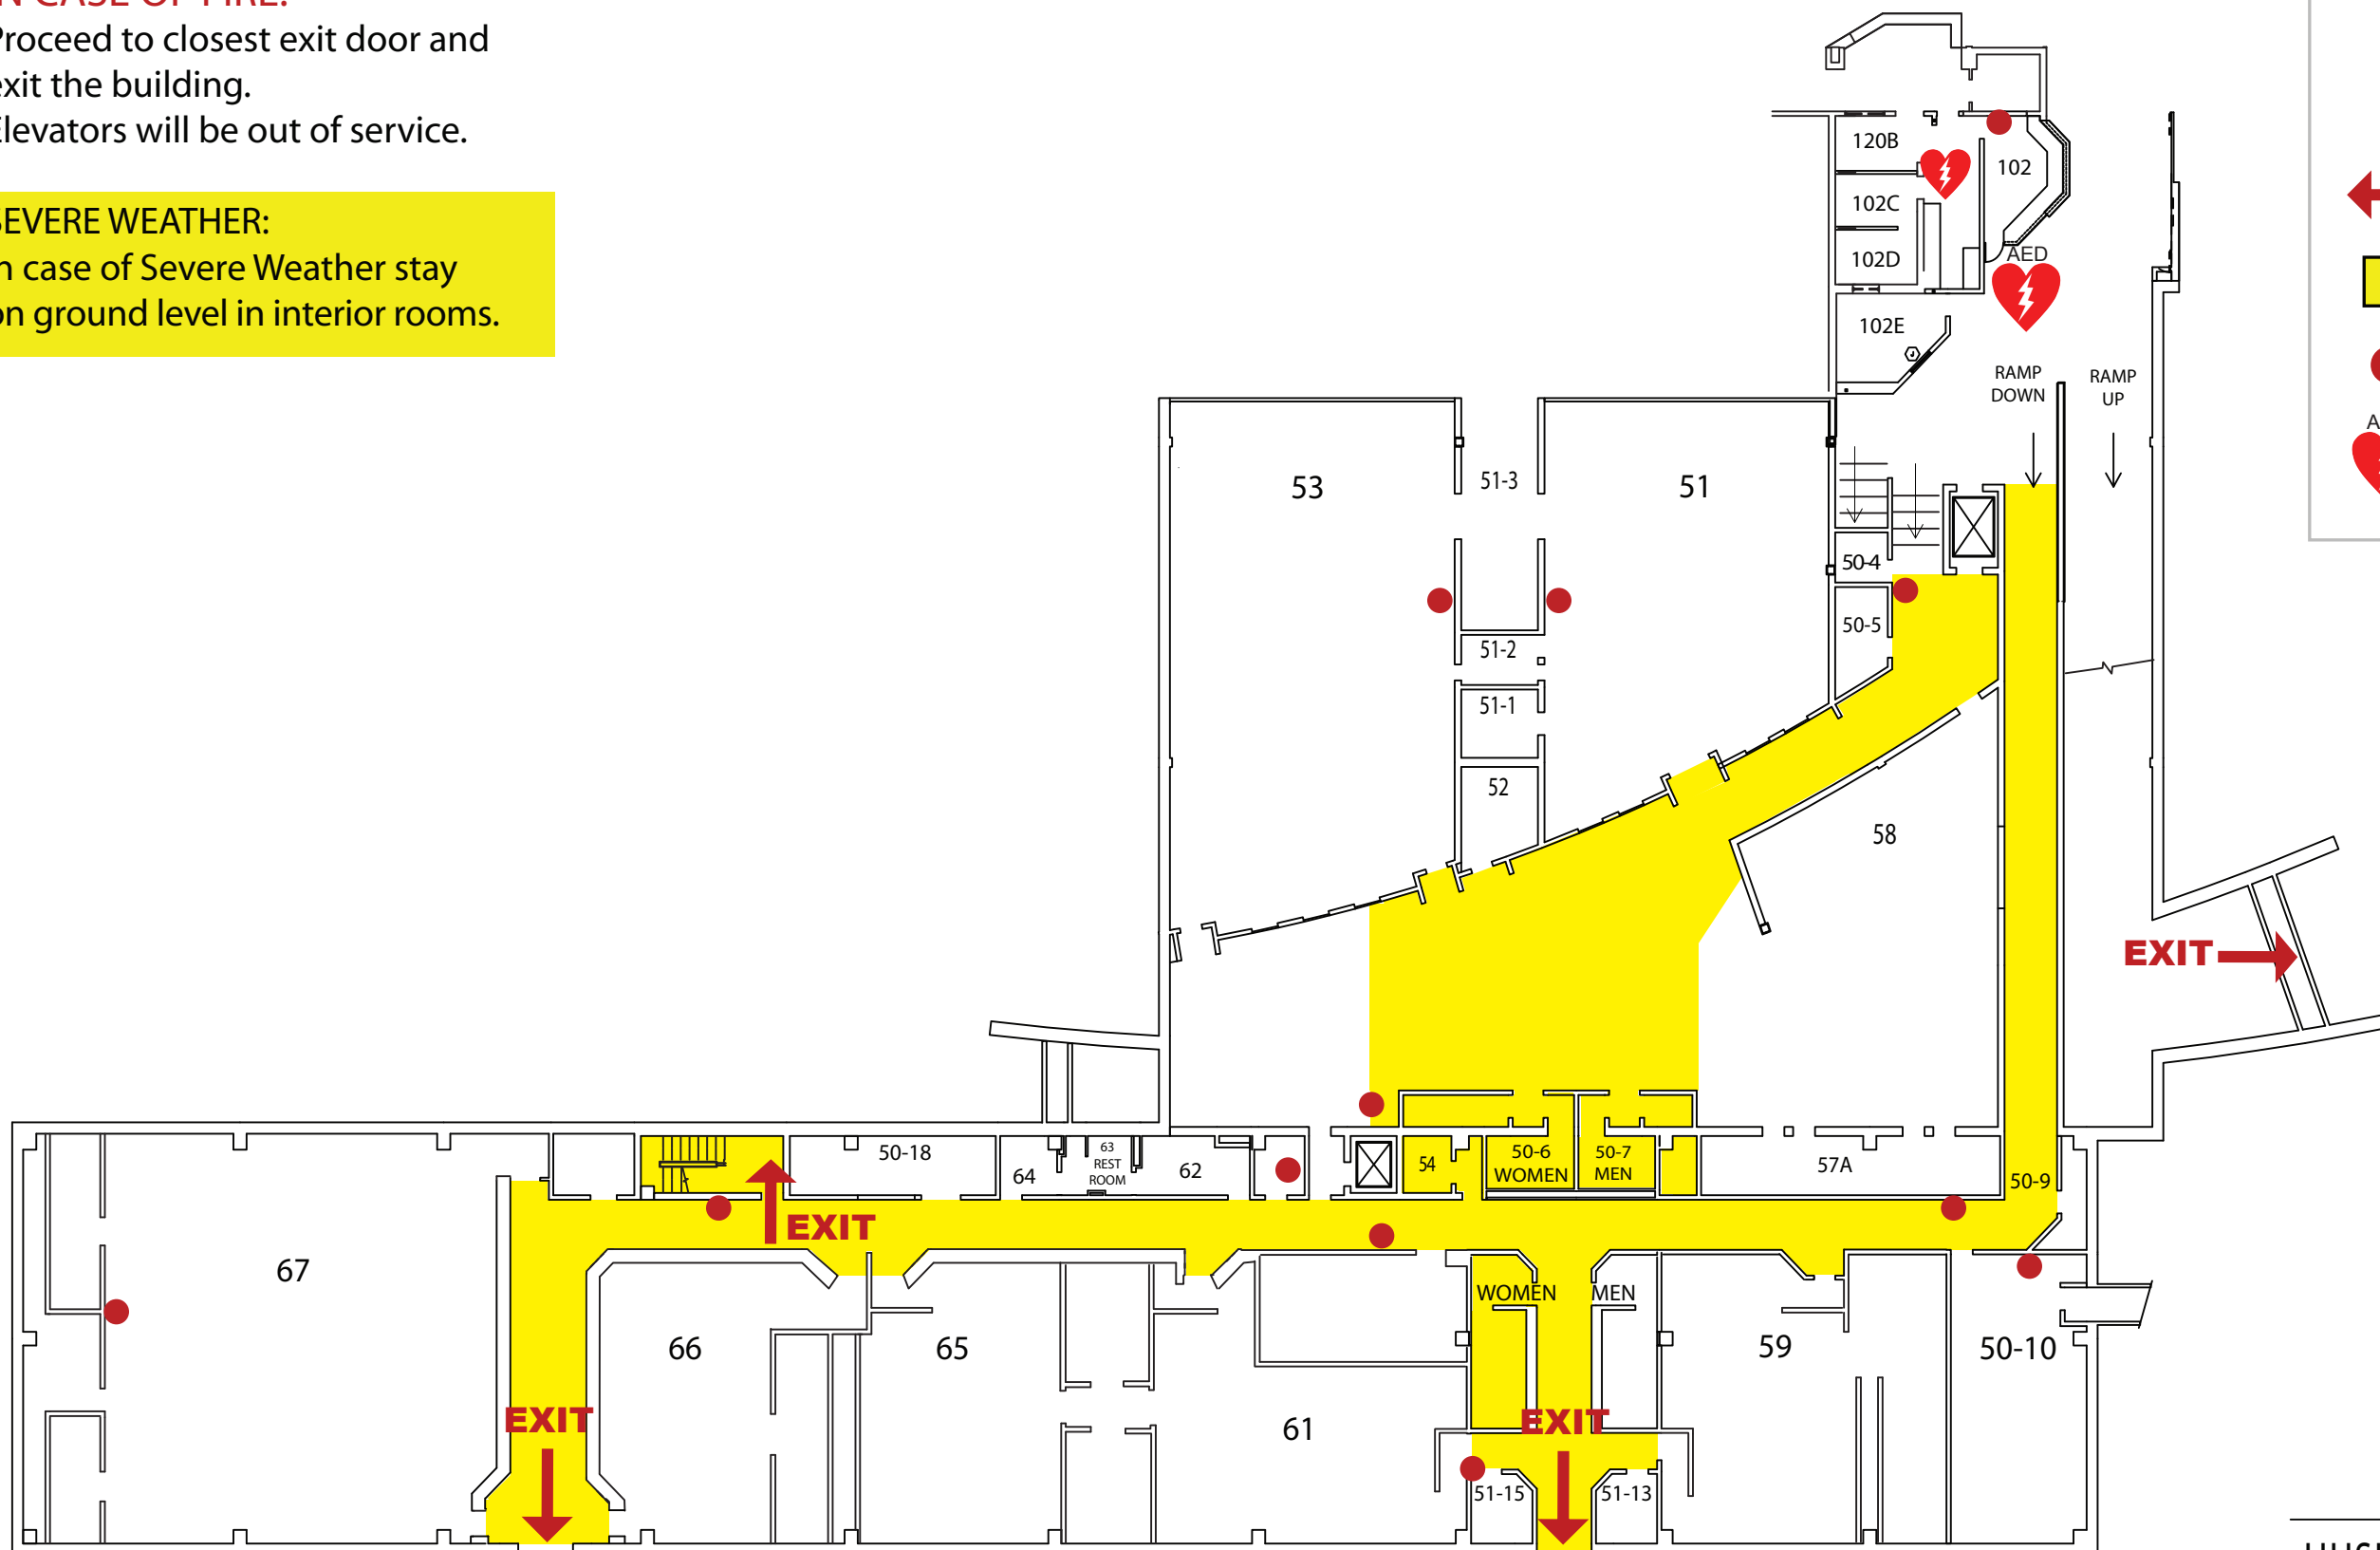 IN CASE OF FIRE:
Proceed to closest exit door and
exit the building.
Elevators will be out of service.
SEVERE WEATHER:
In case of Severe Weather stay
on ground level in interior rooms.
120B
102
102C
102D
AED
102E
RAMP
DOWN
RAMP
UP
53
51-3
51
50-4
50-5
51-2
51-1
52
58
EXIT
50-18
64
63
REST
ROOM
62
54
50-6
WOMEN
50-7
MEN
57A
50-9
EXIT
67
66
65
61
WOMEN
MEN
59
50-10
EXIT
EXIT
51-15
51-13